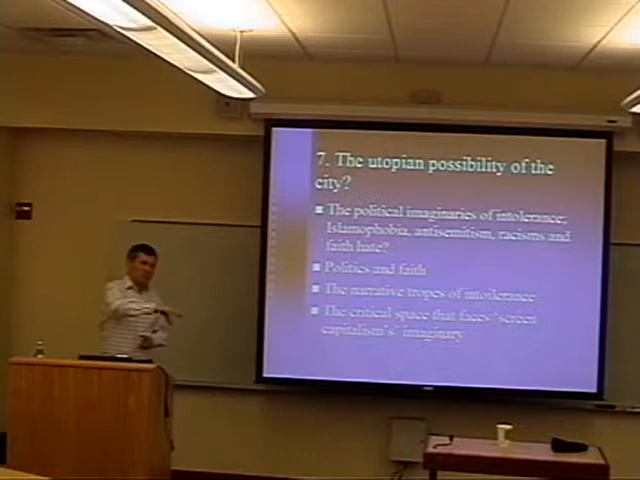 7. The utopian possibility of the
city?
The political imaginaries of intolerance;
Islamophobia, antisemitism, racisms and
faith hate?
Politics and faith
The narrative tropes of intoilerance
The critical space that faces 'screen
capitalism's' imaginary